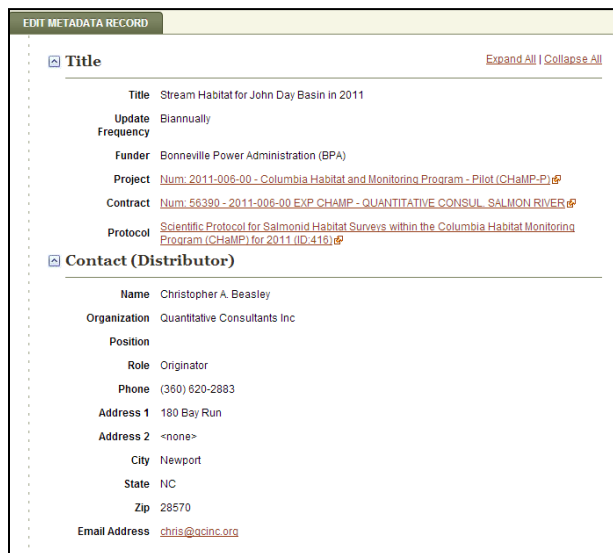 EDIT METADATA RECORD
Title
Expand All | Collapse All
Title Stream Habitat for John Day Basin in 2011
Update Frequency Biannually
Funder Bonneville Power Administration (BPA)
Project Num: 2011-006-00 - Columbia Habitat and Monitoring Program - Pilot (CHaMP-P)
Contract Num: 56390 - 2011-006-00 EXP CHAMP - QUANTITATIVE CONSUL. SALMON RIVER
Protocol Scientific Protocol for Salmonid Habitat Surveys within the Columbia Habitat Monitoring
Program (CHaMP) for 2011 (ID:416)
Contact (Distributor)
Name Christopher A. Beasley
Organization Quantitative Consultants Inc
Position
Role Originator
Phone (360) 620-2883
Address 1 180 Bay Run
Address 2 <none>
City Newport
State NC
Zip 28570
Email Address chris@qcinc.org